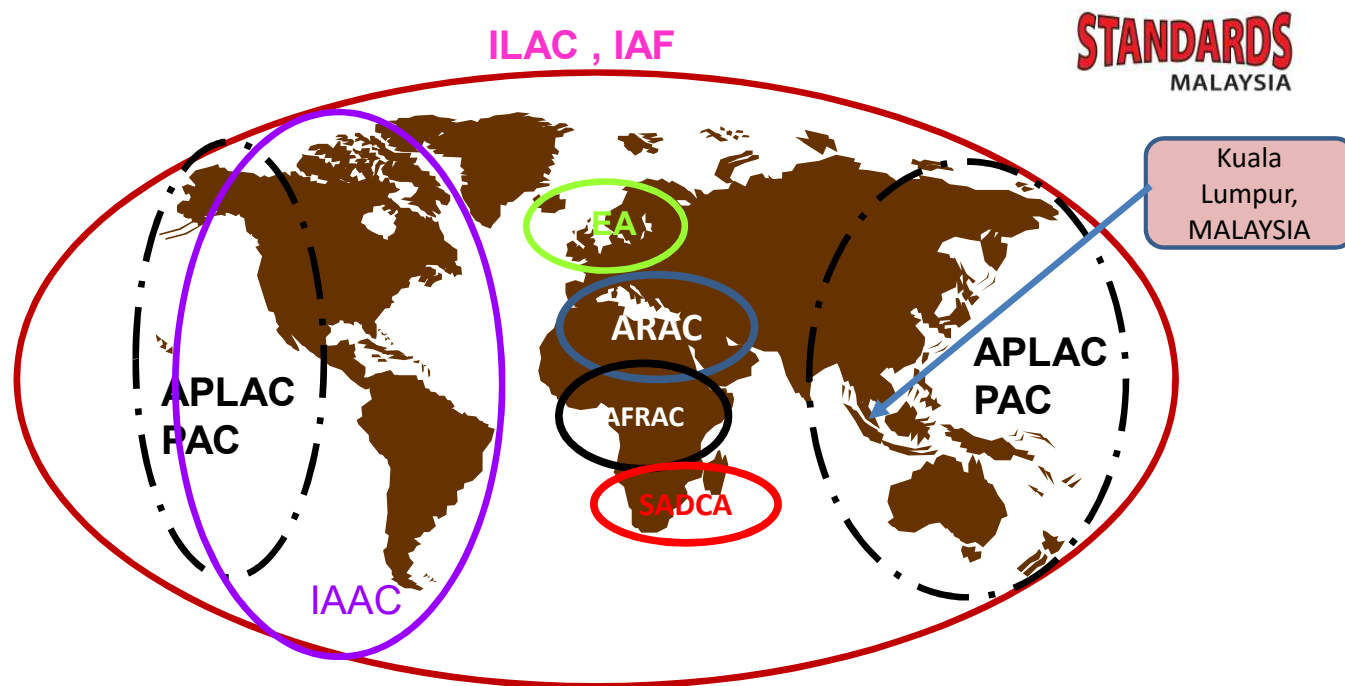 ILAC , IAF
STANDARDS
MALAYSIA
Kuala
Lumpur,
MALAYSIA
EA
ARAC
APLAC
PAC
APLAC
PAC
AFRAC
SADCA
IAAC